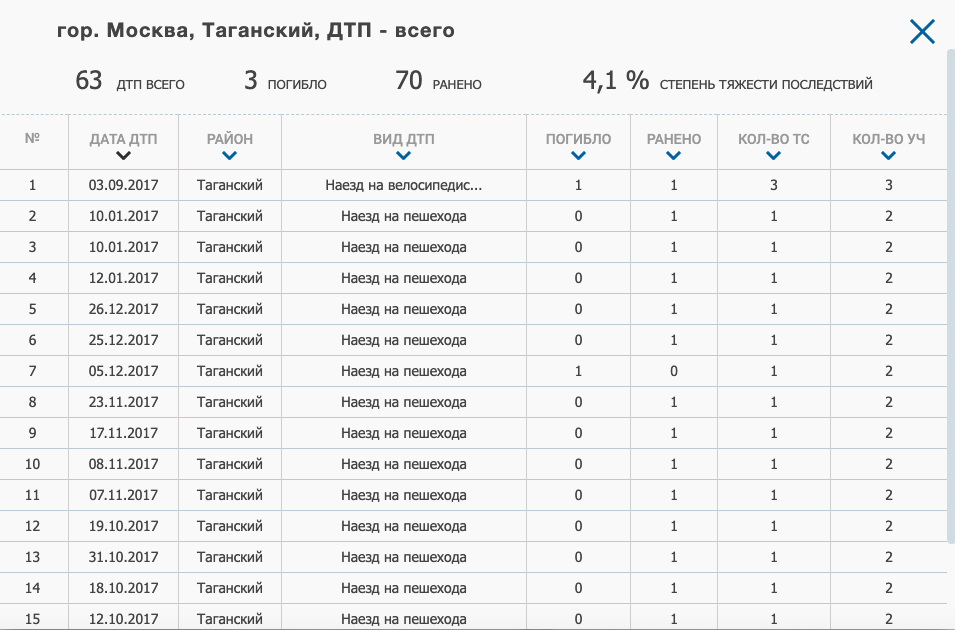 гор. Москва, Таганский, ДТП - всего
63 ДТП ВСЕГО 3 ПОГИБЛО 70 РАНЕНО 4,1 % СТЕПЕНЬ ТЯЖЕСТИ ПОСЛЕДСТВИЙ
№ ДАТА ДТП РАЙОН ВИД ДТП ПОГИБЛО РАНЕНО КОЛ-ВО ТС КОЛ-ВО УЧ
1 03.09.2017 Таганский Наезд на велосипедис... 1 1 3 3
2 10.01.2017 Таганский Наезд на пешехода 0 1 1 2
3 10.01.2017 Таганский Наезд на пешехода 0 1 1 2
4 12.01.2017 Таганский Наезд на пешехода 0 1 1 2
5 26.12.2017 Таганский Наезд на пешехода 0 1 1 2
6 25.12.2017 Таганский Наезд на пешехода 0 1 1 2
7 05.12.2017 Таганский Наезд на пешехода 1 0 1 2
8 23.11.2017 Таганский Наезд на пешехода 0 1 1 2
9 17.11.2017 Таганский Наезд на пешехода 0 1 1 2
10 08.11.2017 Таганский Наезд на пешехода 0 1 1 2
11 07.11.2017 Таганский Наезд на пешехода 0 1 1 2
12 19.10.2017 Таганский Наезд на пешехода 0 1 1 2
13 31.10.2017 Таганский Наезд на пешехода 0 1 1 2
14 18.10.2017 Таганский Наезд на пешехода 0 1 1 2
15 12.10.2017 Таганский Наезд на пешехода 0 1 1 2